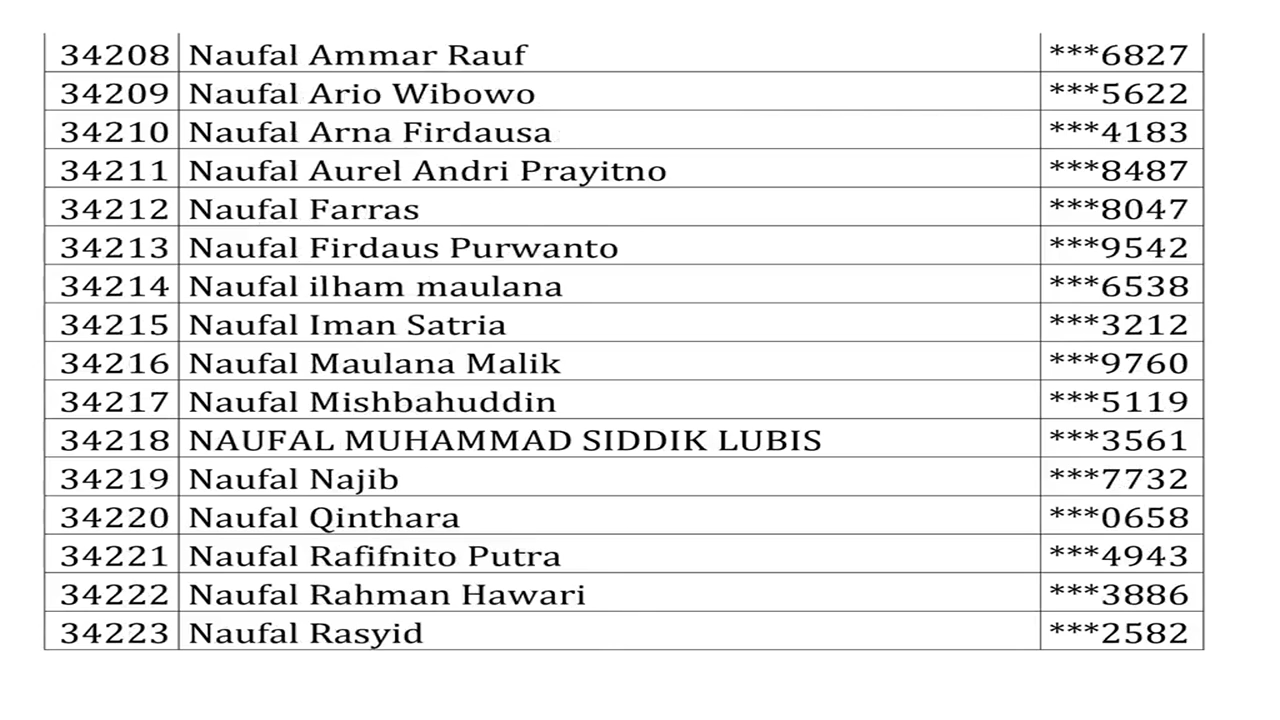 34208 Naufal Ammar Rauf ***6827
34209 Naufal Ario Wibowo ***5622
34210 Naufal Arna Firdausa ***4183
34211 Naufal Aurel Andri Prayitno ***8487
34212 Naufal Farras ***8047
34213 Naufal Firdaus Purwanto ***9542
34214 Naufal ilham maulana ***6538
34215 Naufal Iman Satria ***3212
34216 Naufal Maulana Malik ***9760
34217 Naufal Mishbahuddin ***5119
34218 NAUFAL MUHAMMAD SIDDIK LUBIS ***3561
34219 Naufal Najib ***7732
34220 Naufal Qinthara ***0658
34221 Naufal Rafifnito Putra ***4943
34222 Naufal Rahman Hawari ***3886
34223 Naufal Rasyid ***2582